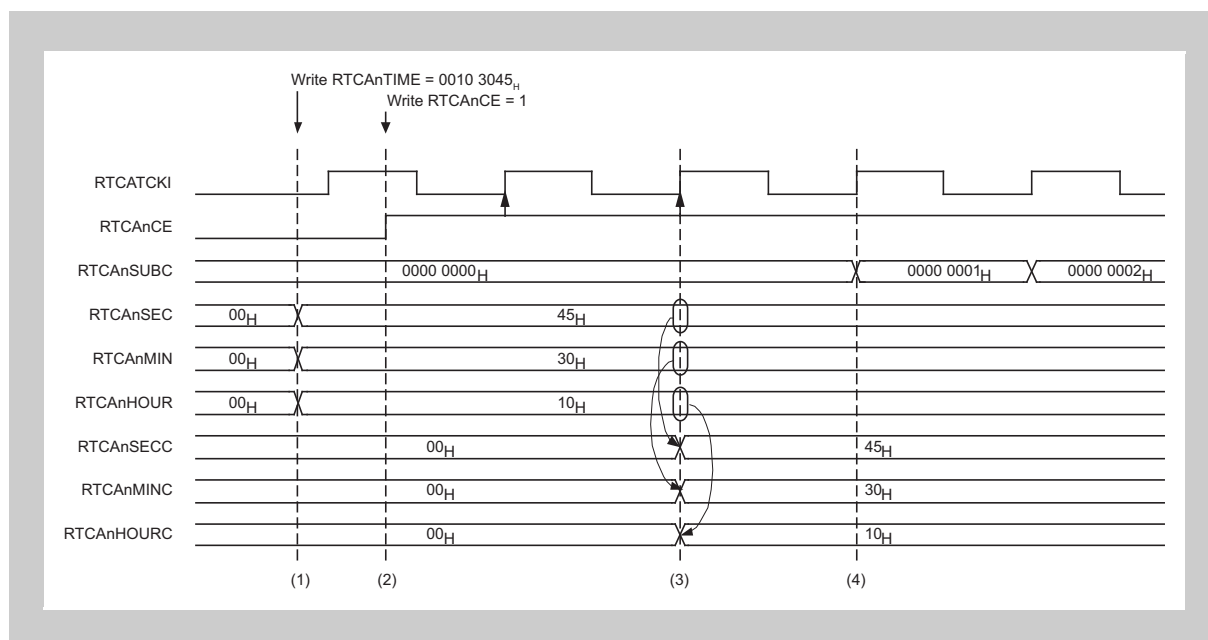 Write RTCAnTIME = 0010 3045H
Write RTCAnCE = 1
RTCATCKI
RTCAnCE
RTCAnSUBC 0000 0000H 0000 0001H 0000 0002H
RTCAnSEC 00H 45H
RTCAnMIN 00H 30H
RTCAnHOUR 00H 10H
RTCAnSECC 00H 45H
RTCAnMINC 00H 30H
RTCAnHOURC 00H 10H
(1) (2) (3) (4)